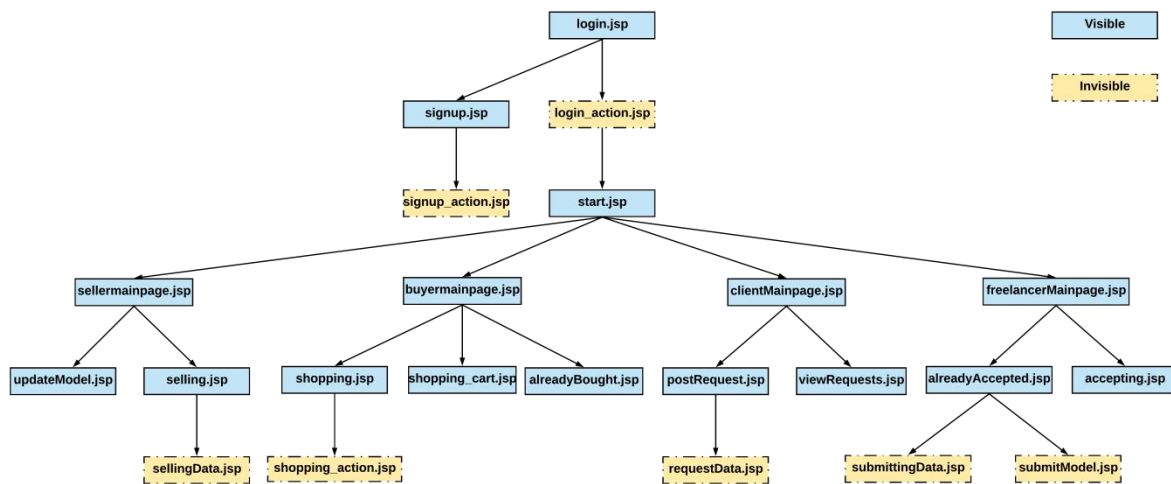 login.jsp
Visible
Invisible
signup.jsp
login_action.jsp
signup_action.jsp
start.jsp
sellermainpage.jsp
buyermainpage.jsp
clientMainpage.jsp
freelancerMainpage.jsp
updateModel.jsp
selling.jsp
shopping.jsp
shopping_cart.jsp
alreadyBought.jsp
postRequest.jsp
viewRequests.jsp
alreadyAccepted.jsp
accepting.jsp
sellingData.jsp
shopping_action.jsp
requestData.jsp
submittingData.jsp
submitModel.jsp